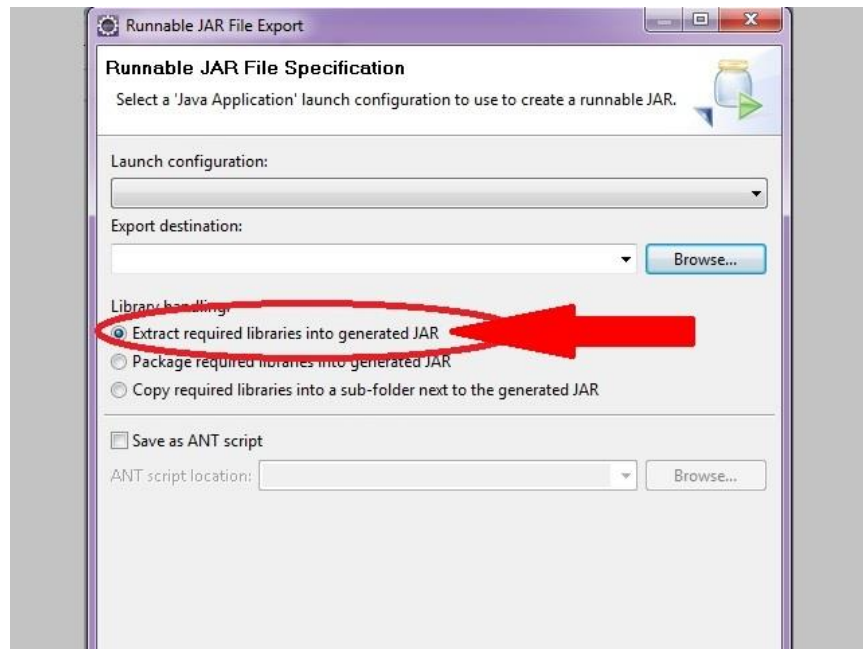 Runnable JAR File Export
Runnable JAR File Specification
Select a 'Java Application' launch configuration to use to create a runnable JAR.
Launch configuration:
Export destination:
Browse...
Library handling:
Extract required libraries into generated JAR
Package required libraries into generated JAR
Copy required libraries into a sub-folder next to the generated JAR
Save as ANT script
ANT script location:
Browse...